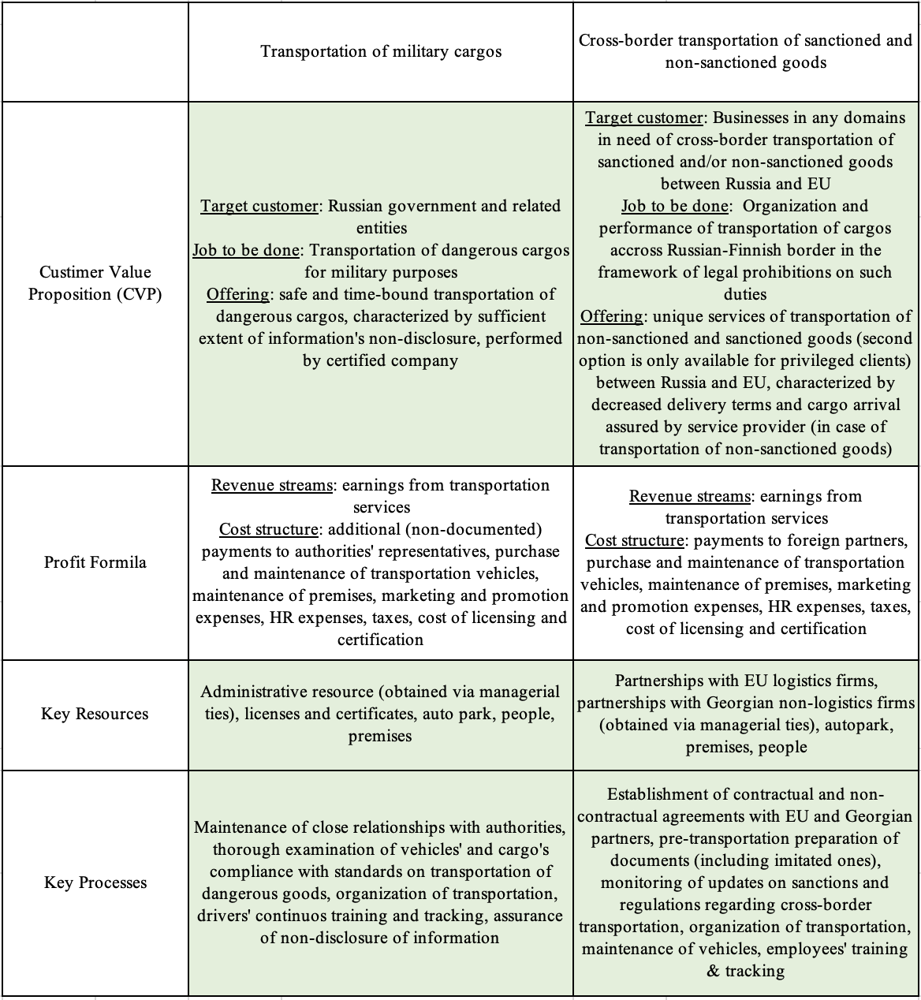 Transportation of military cargos
Cross-border transportation of sanctioned and
non-sanctioned goods
Custimer Value
Proposition (CVP)
Target customer: Russian government and related
entities
Job to be done: Transportation of dangerous cargos
for military purposes
Offering: safe and time-bound transportation of
dangerous cargos, characterized by sufficient
extent of information's non-disclosure, performed
by certified company
Target customer: Businesses in any domains
in need of cross-border transportation of
sanctioned and/or non-sanctioned goods
between Russia and EU
Job to be done:  Organization and
performance of transportation of cargos
accross Russian-Finnish border in the
framework of legal prohibitions on such
duties
Offering: unique services of transportation of
non-sanctioned and sanctioned goods (second
option is only available for privileged clients)
between Russia and EU, characterized by
decreased delivery terms and cargo arrival
assured by service provider (in case of
transportation of non-sanctioned goods)
Profit Formila
Revenue streams: earnings from transportation
services
Cost structure: additional (non-documented)
payments to authorities' representatives, purchase
and maintenance of transportation vehicles,
maintenance of premises, marketing and promotion
expenses, HR expenses, taxes, cost of licensing and
certification
Revenue streams: earnings from
transportation services
Cost structure: payments to foreign partners,
purchase and maintenance of transportation
vehicles, maintenance of premises, marketing
and promotion expenses, HR expenses, taxes,
cost of licensing and certification
Key Resources
Administrative resource (obtained via managerial
ties), licenses and certificates, auto park, people,
premises
Partnerships with EU logistics firms,
partnerships with Georgian non-logistics firms
(obtained via managerial ties), autopark,
premises, people
Key Processes
Maintenance of close relationships with authorities,
thorough examination of vehicles' and cargo's
compliance with standards on transportation of
dangerous goods, organization of transportation,
drivers' continuos training and tracking, assurance
of non-disclosure of information
Establishment of contractual and non-
contractual agreements with EU and Georgian
partners, pre-transportation preparation of
documents (including imitated ones),
monitoring of updates on sanctions and
regulations regarding cross-border
transportation, organization of transportation,
maintenance of vehicles, employees' training
& tracking